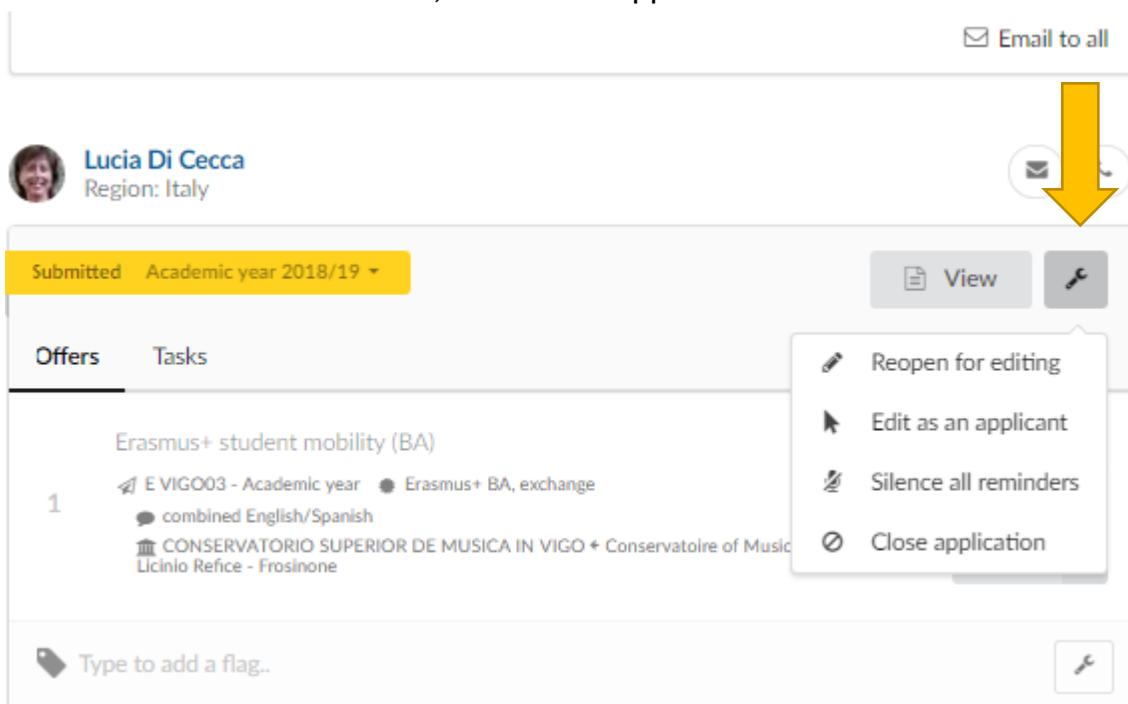 Email to all
Lucia Di Cecca
Region: Italy
Submitted Academic year 2018/19
View
Offers Tasks
Reopen for editing
Edit as an applicant
Silence all reminders
Close application
Erasmus+ student mobility (BA)
1
E VIGO03 - Academic year Erasmus+ BA, exchange
combined English/Spanish
CONSERVATORIO SUPERIOR DE MUSICA IN VIGO Conservatoire of Music
Licinio Refice - Frosinone
Type to add a flag..